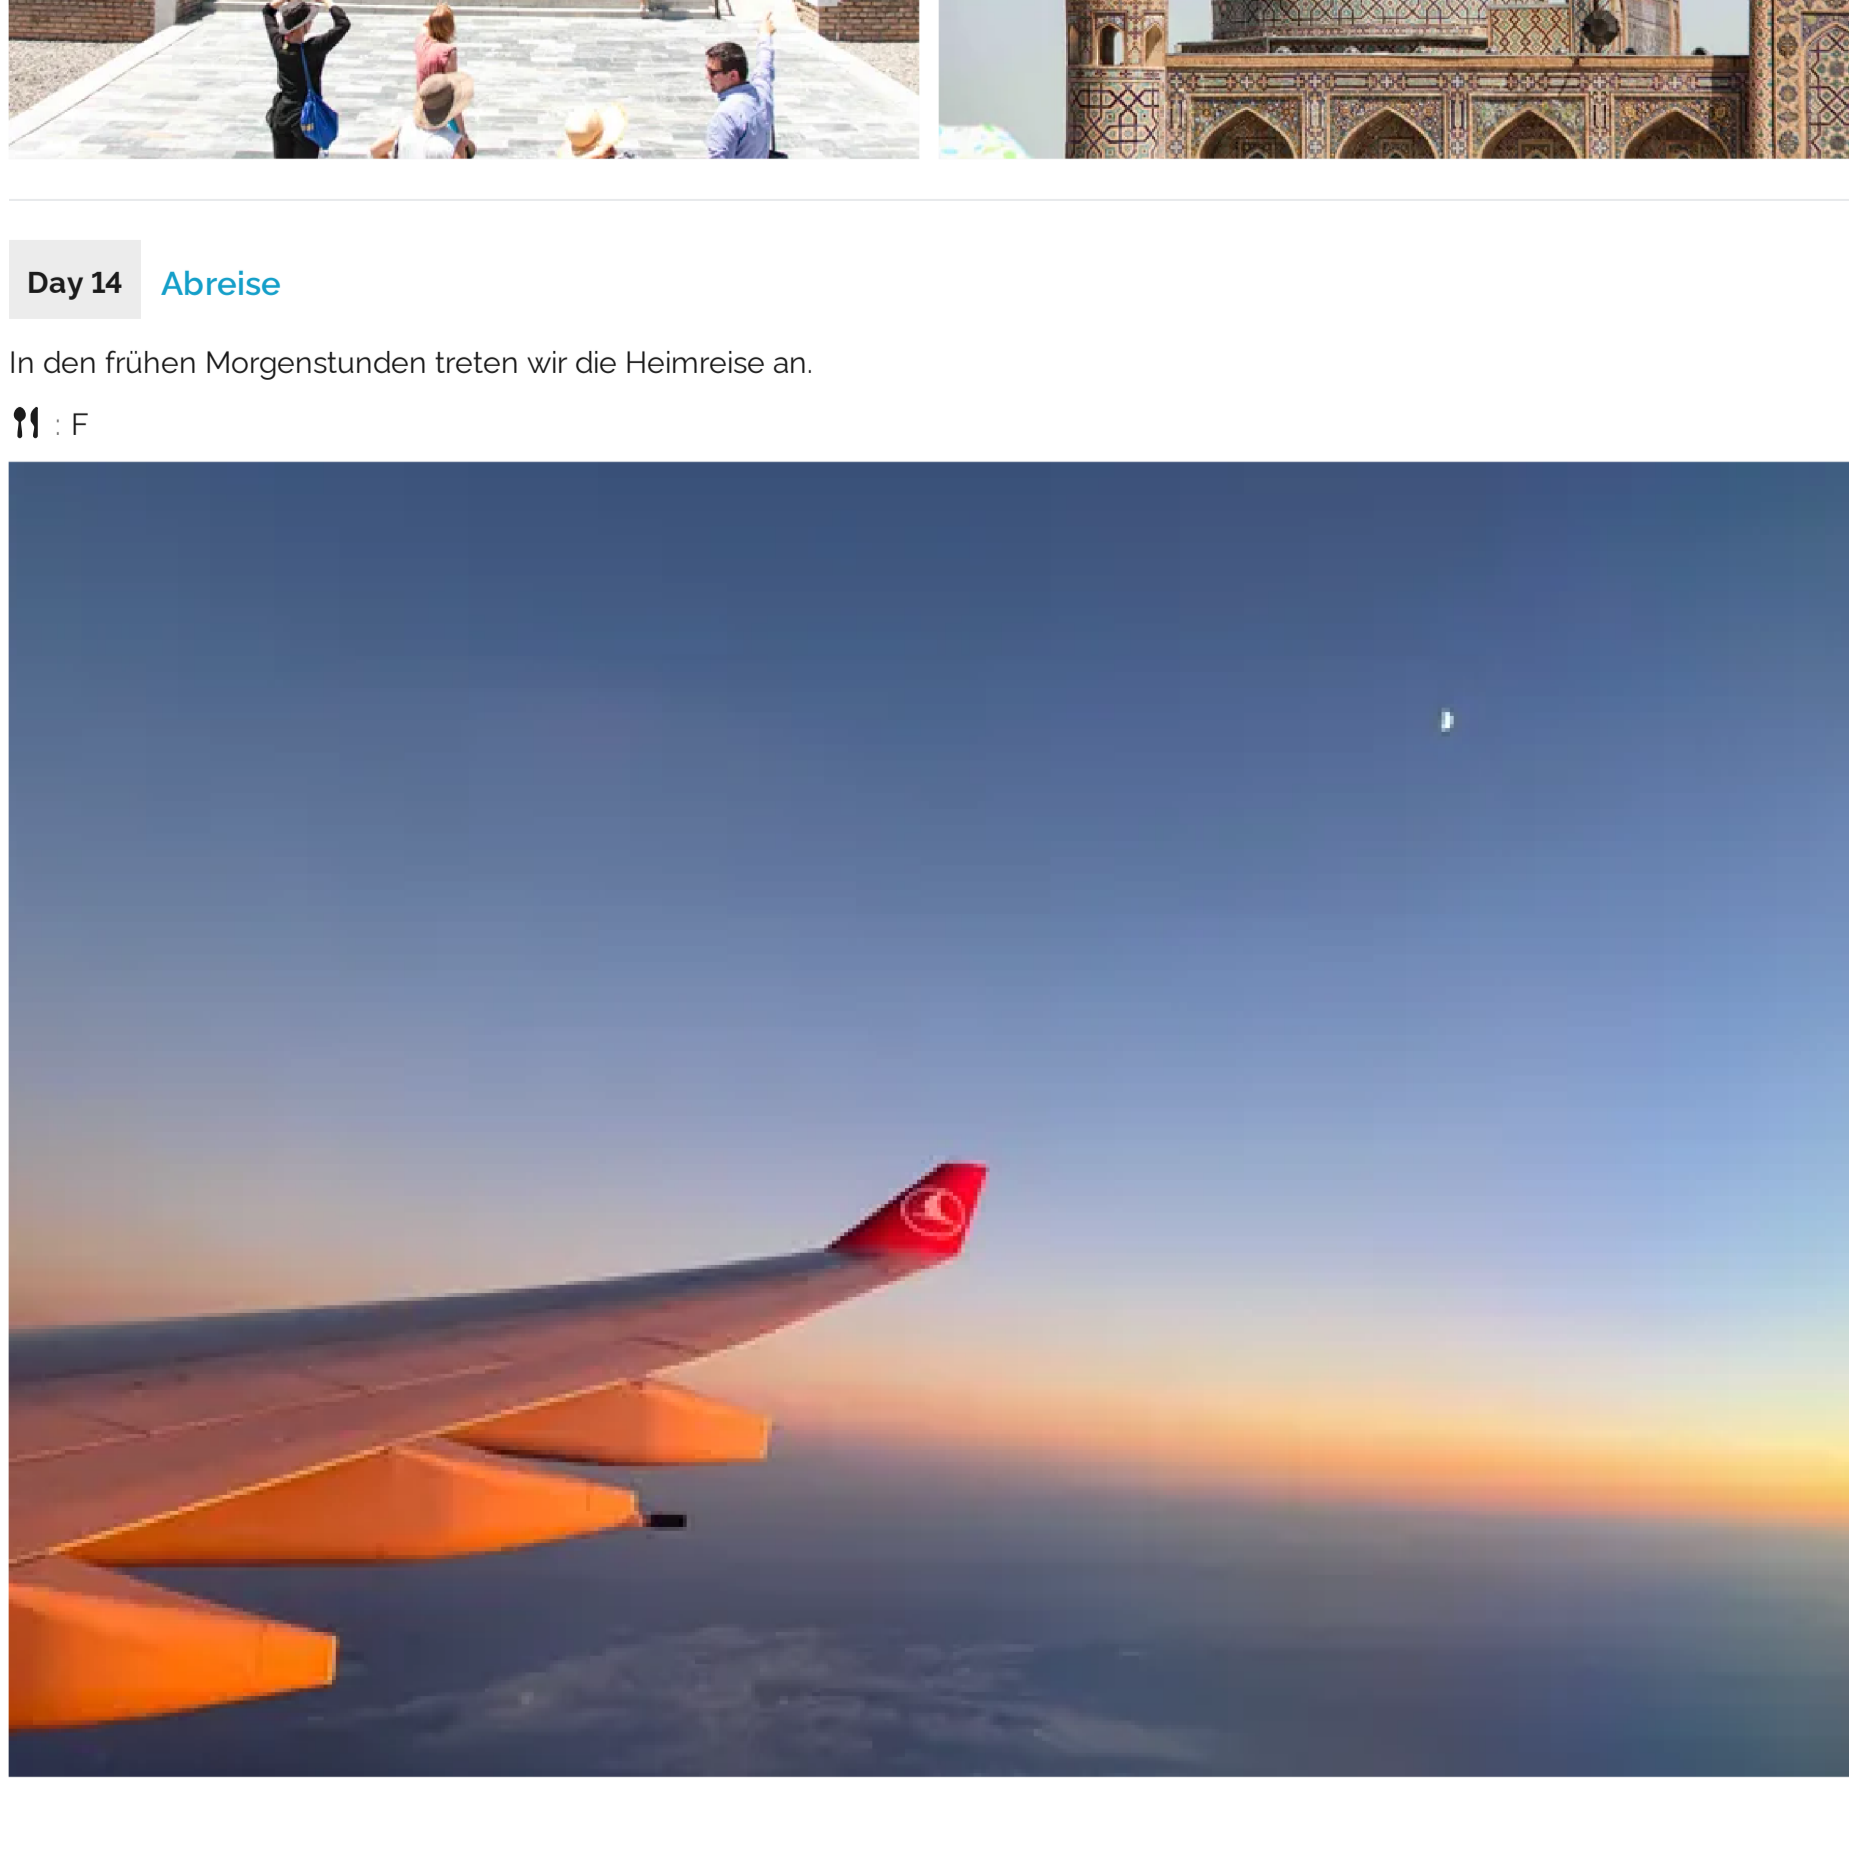 Day 14
Abreise
In den frühen Morgenstunden treten wir die Heimreise an.
: F